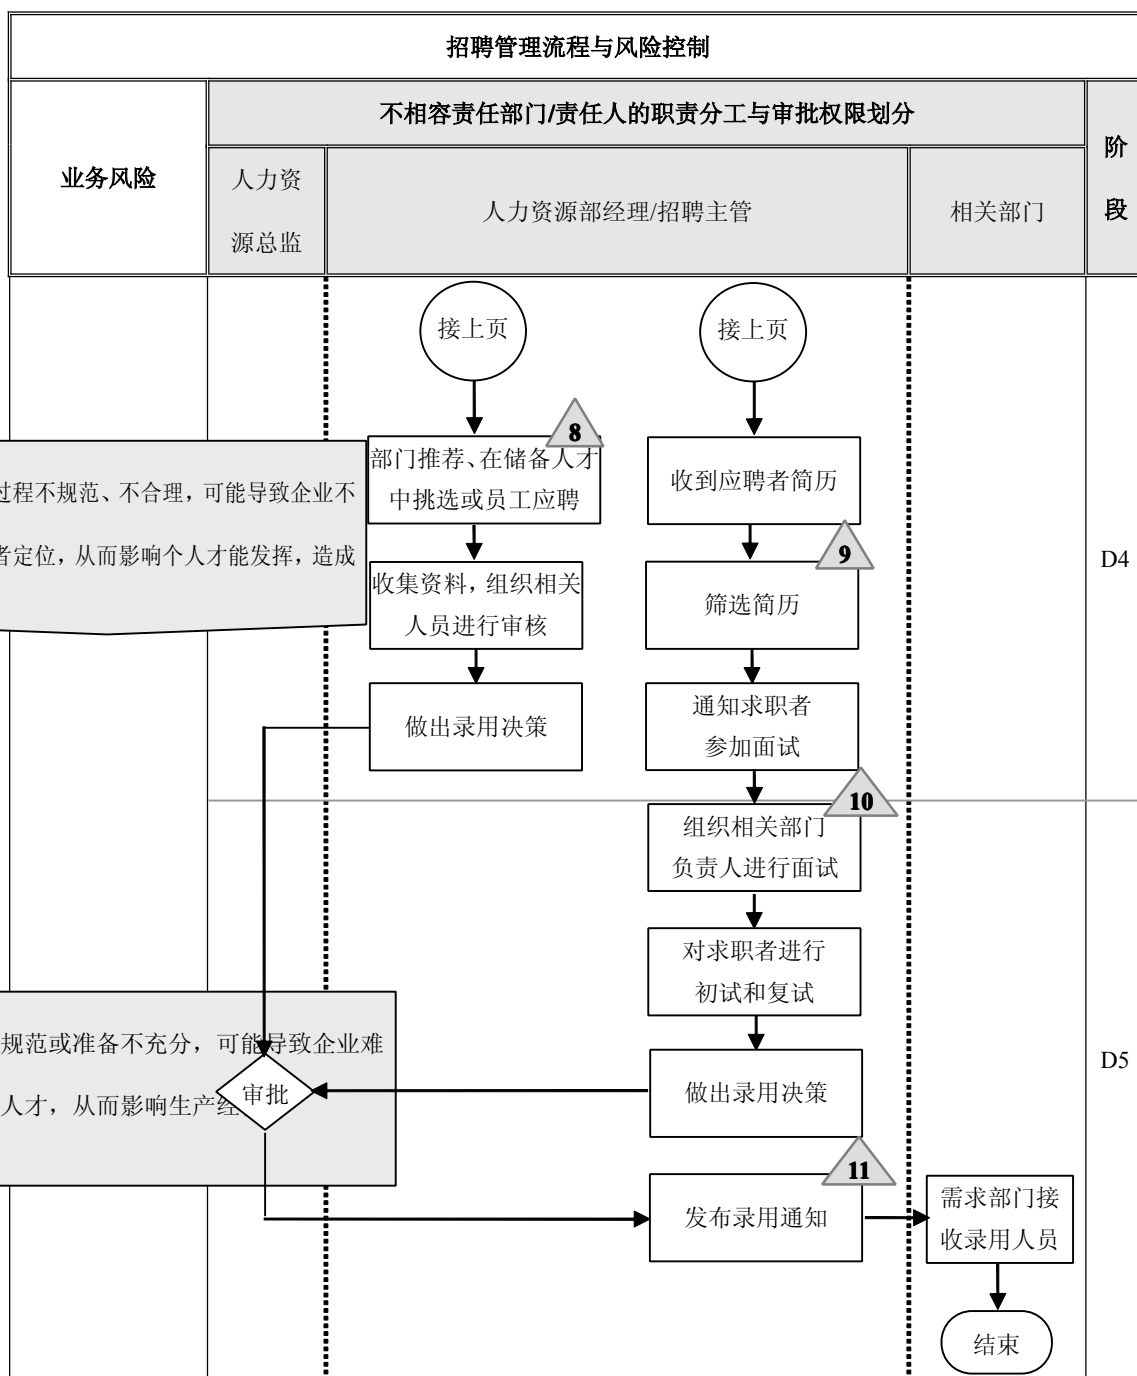 招聘管理流程与风险控制
不相容责任部门/责任人的职责分工与审批权限划分
业务风险
人力资
源总监
人力资源部经理/招聘主管
相关部门
阶
段
接上页
接上页
8
部门推荐、在储备人才
中挑选或员工应聘
收到应聘者简历
过程不规范、不合理，可能导致企业不
者定位，从而影响个人才能发挥，造成
9
D4
收集资料，组织相关
人员进行审核
筛选简历
做出录用决策
通知求职者
参加面试
10
组织相关部门
负责人进行面试
对求职者进行
初试和复试
规范或准备不充分，可能导致企业难
人才，从而影响生产经
审批
做出录用决策
D5
11
发布录用通知
需求部门接
收录用人员
结束